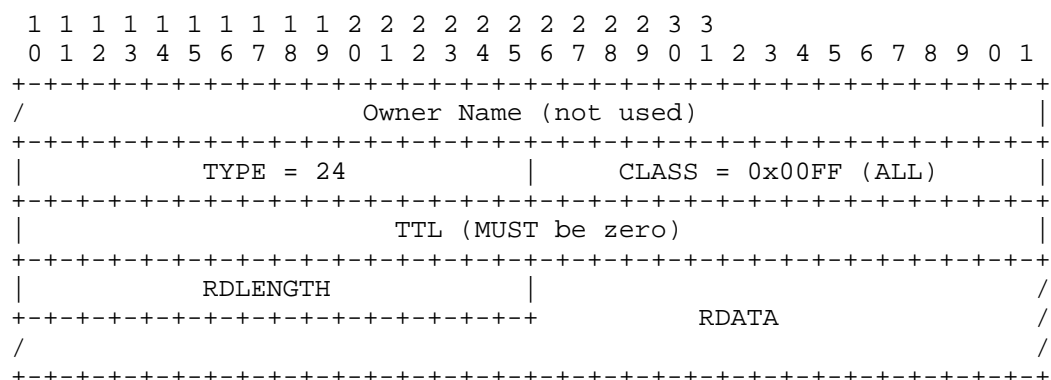 1 1 1 1 1 1 1 1 1 1 2 2 2 2 2 2 2 2 2 2 3 3
0 1 2 3 4 5 6 7 8 9 0 1 2 3 4 5 6 7 8 9 0 1 2 3 4 5 6 7 8 9 0 1
+-+-+-+-+-+-+-+-+-+-+-+-+-+-+-+-+-+-+-+-+-+-+-+-+-+-+-+-+-+-+-+-+
/                     Owner Name (not used)                     |
+-+-+-+-+-+-+-+-+-+-+-+-+-+-+-+-+-+-+-+-+-+-+-+-+-+-+-+-+-+-+-+-+
|           TYPE = 24           |     CLASS = 0x00FF (ALL)      |
+-+-+-+-+-+-+-+-+-+-+-+-+-+-+-+-+-+-+-+-+-+-+-+-+-+-+-+-+-+-+-+-+
|                       TTL (MUST be zero)                      |
+-+-+-+-+-+-+-+-+-+-+-+-+-+-+-+-+-+-+-+-+-+-+-+-+-+-+-+-+-+-+-+-+
|           RDLENGTH            |                               /
+-+-+-+-+-+-+-+-+-+-+-+-+-+-+-+-+          RDATA                /
/                                                               /
+-+-+-+-+-+-+-+-+-+-+-+-+-+-+-+-+-+-+-+-+-+-+-+-+-+-+-+-+-+-+-+-+